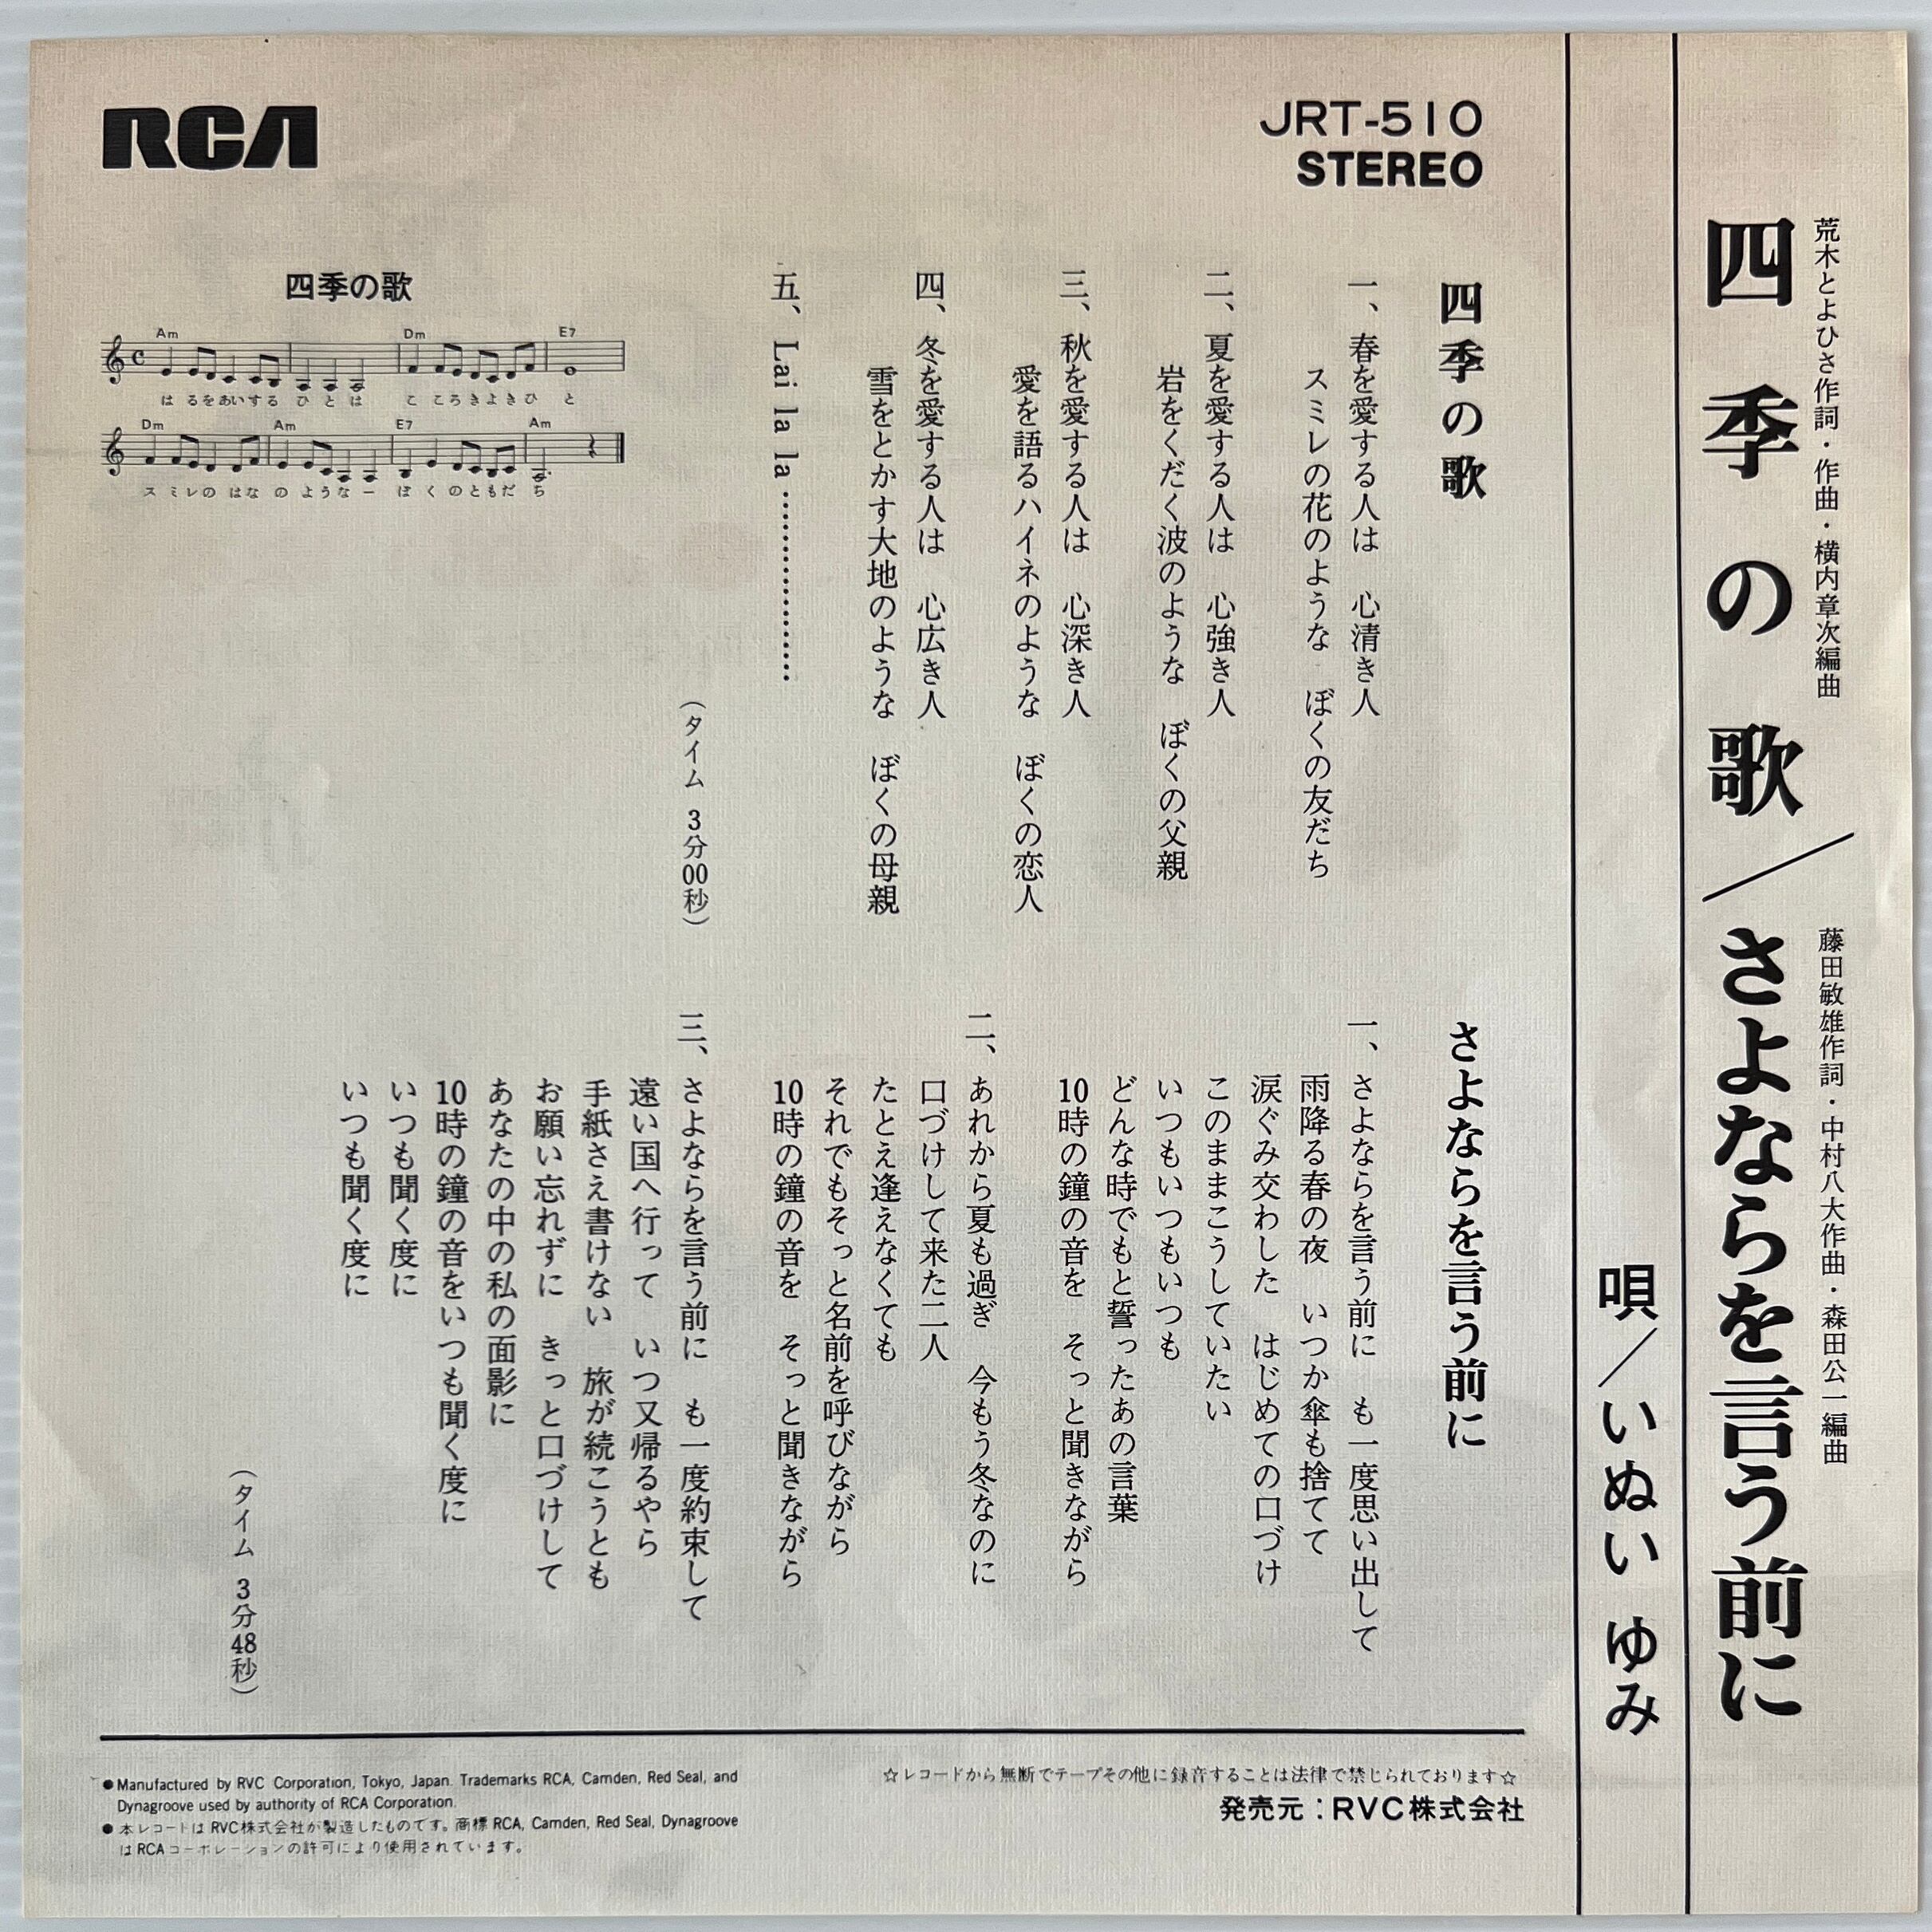 荒木とよひさ作詞・作曲・横内章次編曲
四季の歌／さよならを言う前に
藤田敏雄作詞・中村八大作曲・森田公一編曲
唄／いぬい ゆみ
RCA
JRT-510
STEREO
四季の歌
一、春を愛する人は　心清き人
スミレの花のような　ぼくの友だち
二、夏を愛する人は　心強き人
岩をくだく波のような　ぼくの父親
三、秋を愛する人は　心深き人
愛を語るハイネのような　ぼくの恋人
四、冬を愛する人は　心広き人
雪をとかす大地のような　ぼくの母親
五、Lai la la la ………………
（タイム 3分00秒）
四季の歌
Am Dm E7
はるをあいする ひとは こころきよきひと
Dm Am E7 Am
スミレの はな の ようなー ぼくのともだち
さよならを言う前に
一、さよならを言う前に　も一度思い出して
雨降る春の夜　いつか傘も捨てて
涙ぐみ交わした　はじめての口づけ
このままこうしていたい
いつもいつもいつも
どんな時でもと誓ったあの言葉
10時の鐘の音を　そっと聞きながら
二、あれから夏も過ぎ　今もう冬なのに
口づけして来た二人
たとえ逢えなくても
それでもそっと名前を呼びながら
10時の鐘の音を　そっと聞きながら
三、さよならを言う前に　も一度約束して
遠い国へ行って　いつ又帰るやら
手紙さえ書けない　旅が続こうとも
お願い忘れずに　きっと口づけして
あなたの中の私の面影に
10時の鐘の音をいつも聞く度に
いつも聞く度に
いつも聞く度に
（タイム 3分48秒）
●Manufactured by RVC Corporation, Tokyo, Japan. Trademarks RCA, Camden, Red Seal, and
Dynagroove used by authority of RCA Corporation.
●本レコードはRVC株式会社が製造したものです。商標RCA, Camden, Red Seal, Dynagroove
はRCAコーポレーションの許可により使用されています。
☆レコードから無断でテープその他に録音することは法律で禁じられております☆
発売元：RVC株式会社